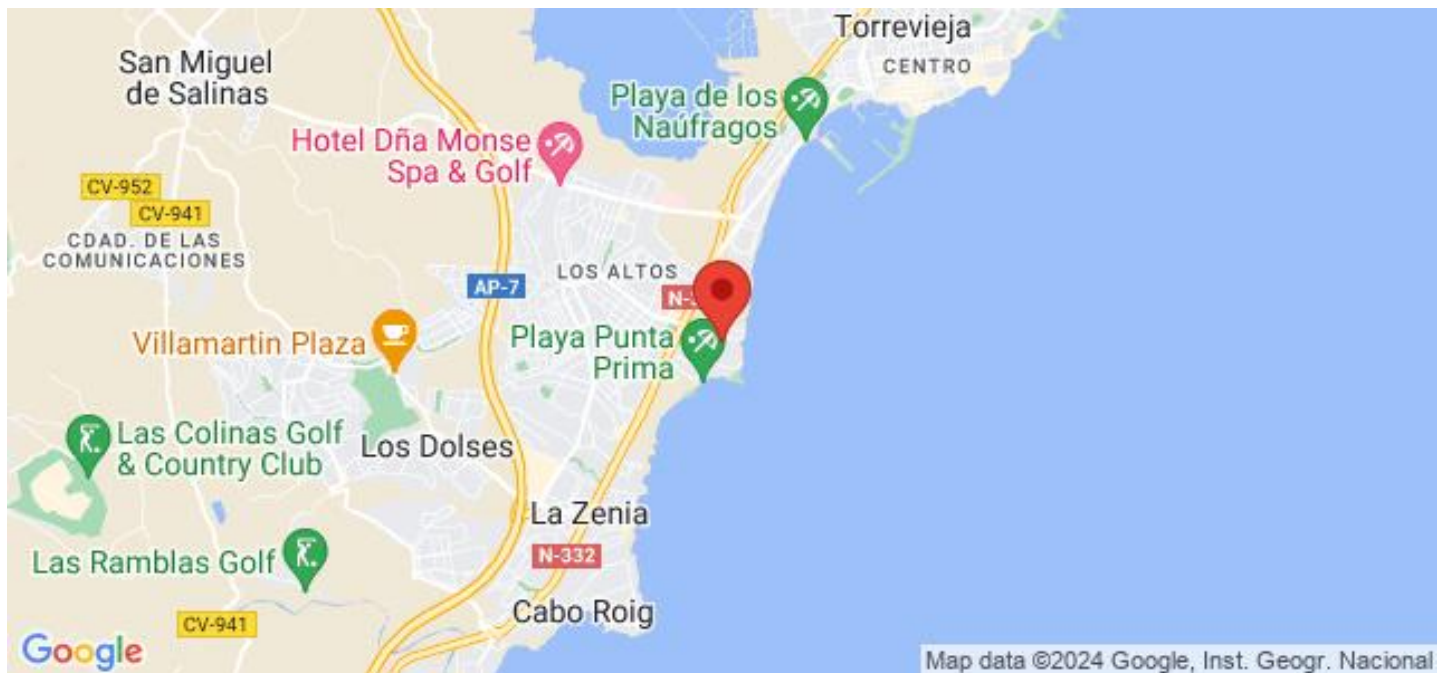 Torrevieja
CENTRO
San Miguel
de Salinas
Playa de los
Naúfragos
Hotel Dña Monse
Spa & Golf
CV-952
CV-941
CDAD. DE LAS
COMUNICACIONES
LOS ALTOS
AP-7
N-3
Villamartin Plaza
Playa Punta
Prima
Las Colinas Golf
& Country Club
Los Dolses
La Zenia
N-332
Las Ramblas Golf
Cabo Roig
CV-941
Google
Map data ©2024 Google, Inst. Geogr. Nacional